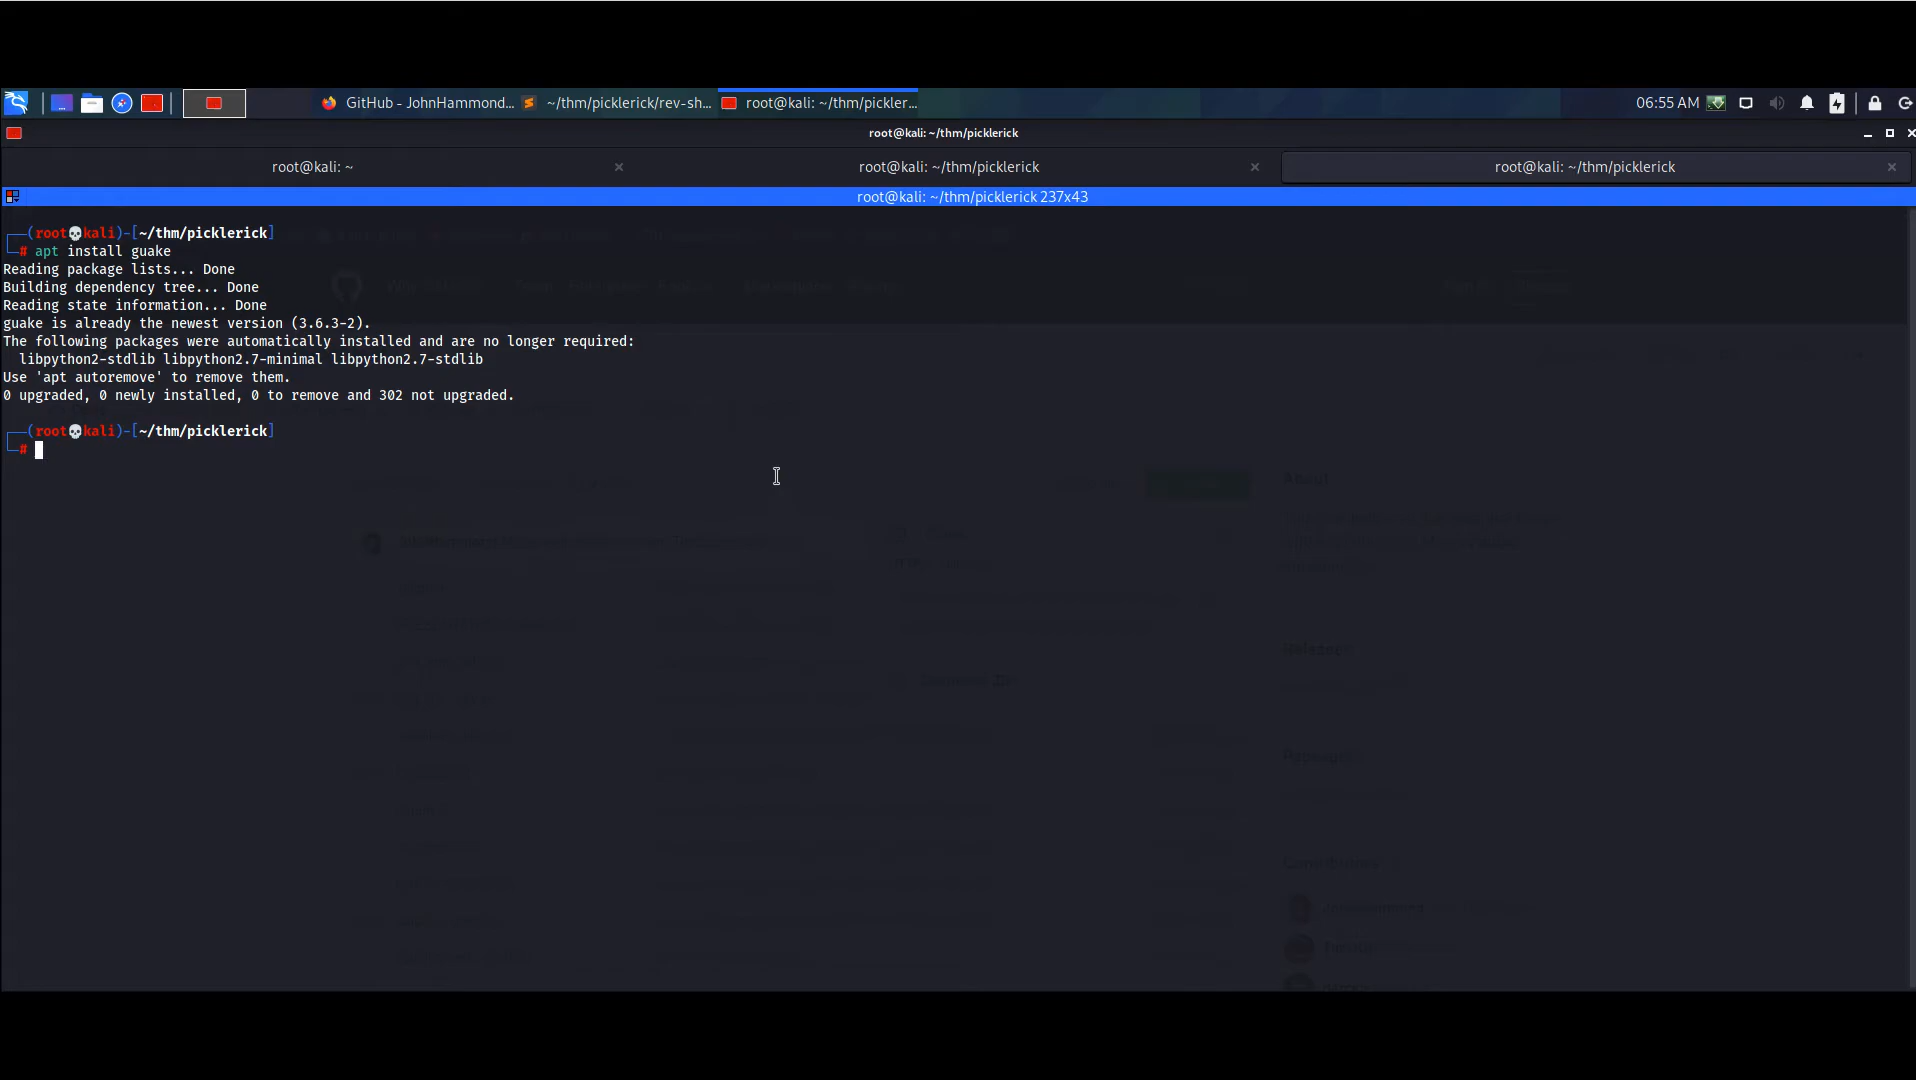 GitHub - JohnHammond... ~/thm/picklerick/rev-sh... root@kali: ~/thm/pickler... 06:55 AM
root@kali: ~/thm/picklerick
root@kali: ~ root@kali: ~/thm/picklerick root@kali: ~/thm/picklerick
root@kali: ~/thm/picklerick 237x43
(root💀kali)-[~/thm/picklerick]
# apt install guake
Reading package lists... Done
Building dependency tree... Done
Reading state information... Done
guake is already the newest version (3.6.3-2).
The following packages were automatically installed and are no longer required:
libpython2-stdlib libpython2.7-minimal libpython2.7-stdlib
Use 'apt autoremove' to remove them.
0 upgraded, 0 newly installed, 0 to remove and 302 not upgraded.
(root💀kali)-[~/thm/picklerick]
#
About
Releases
Packages
Contributors